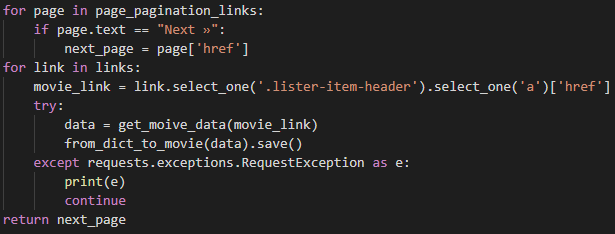 for page in page_pagination_links:
    if page.text == "Next »":
        next_page = page['href']
for link in links:
    movie_link = link.select_one('.lister-item-header').select_one('a')['href']
    try:
        data = get_moive_data(movie_link)
        from_dict_to_movie(data).save()
    except requests.exceptions.RequestException as e:
        print(e)
        continue
return next_page